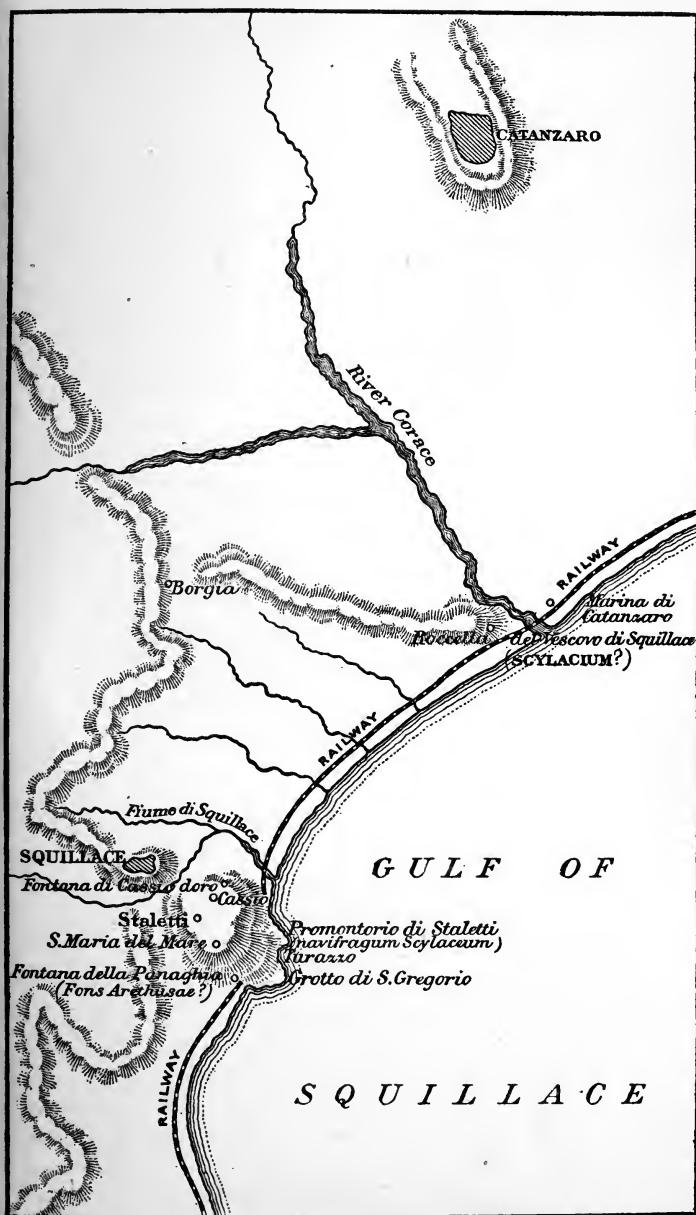 CATANZARO
River Corace
Borgia
RAILWAY
Marina di
Catanzaro
Roccella del Vescovo di Squillace
(SCYLACIUM?)
RAILWAY
Fiume di Squillace
SQUILLACE
GULF OF
Fontana di Cassiodoro
Cassio
Staletti
Promontorio di Staletti
S. Maria del Mare
(navifragum Scylaceum)
Turazzo
Fontana della Panaghia
Grotto di S. Gregorio
(Fons Arethusae?)
RAILWAY
SQUILLACE